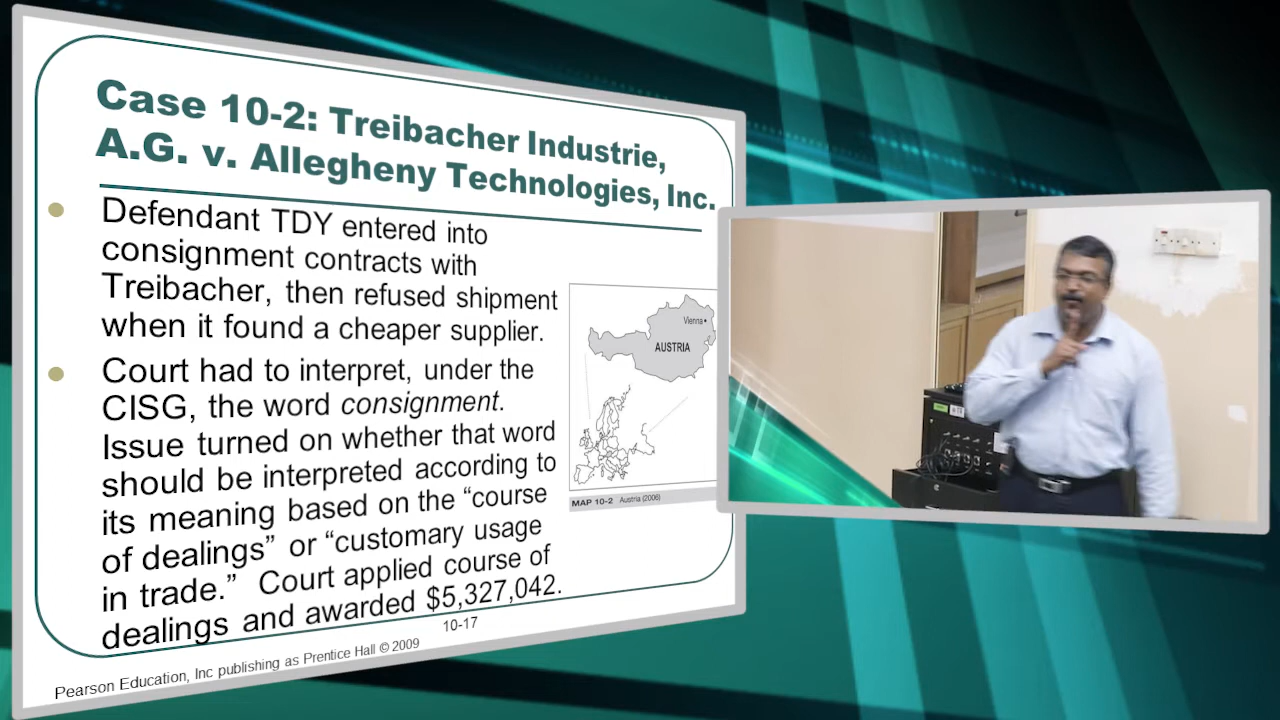 Case 10-2: Treibacher Industrie,
A.G. v. Allegheny Technologies, Inc.
Defendant TDY entered into
consignment contracts with
Treibacher, then refused shipment
when it found a cheaper supplier.
Court had to interpret, under the
CISG, the word consignment.
Issue turned on whether that word
should be interpreted according to
its meaning based on the “course
of dealings” or “customary usage
in trade.” Court applied course of
dealings and awarded $5,327,042.
Vienna
AUSTRIA
MAP 10-2 Austria (2006)
10-17
Pearson Education, Inc publishing as Prentice Hall © 2009